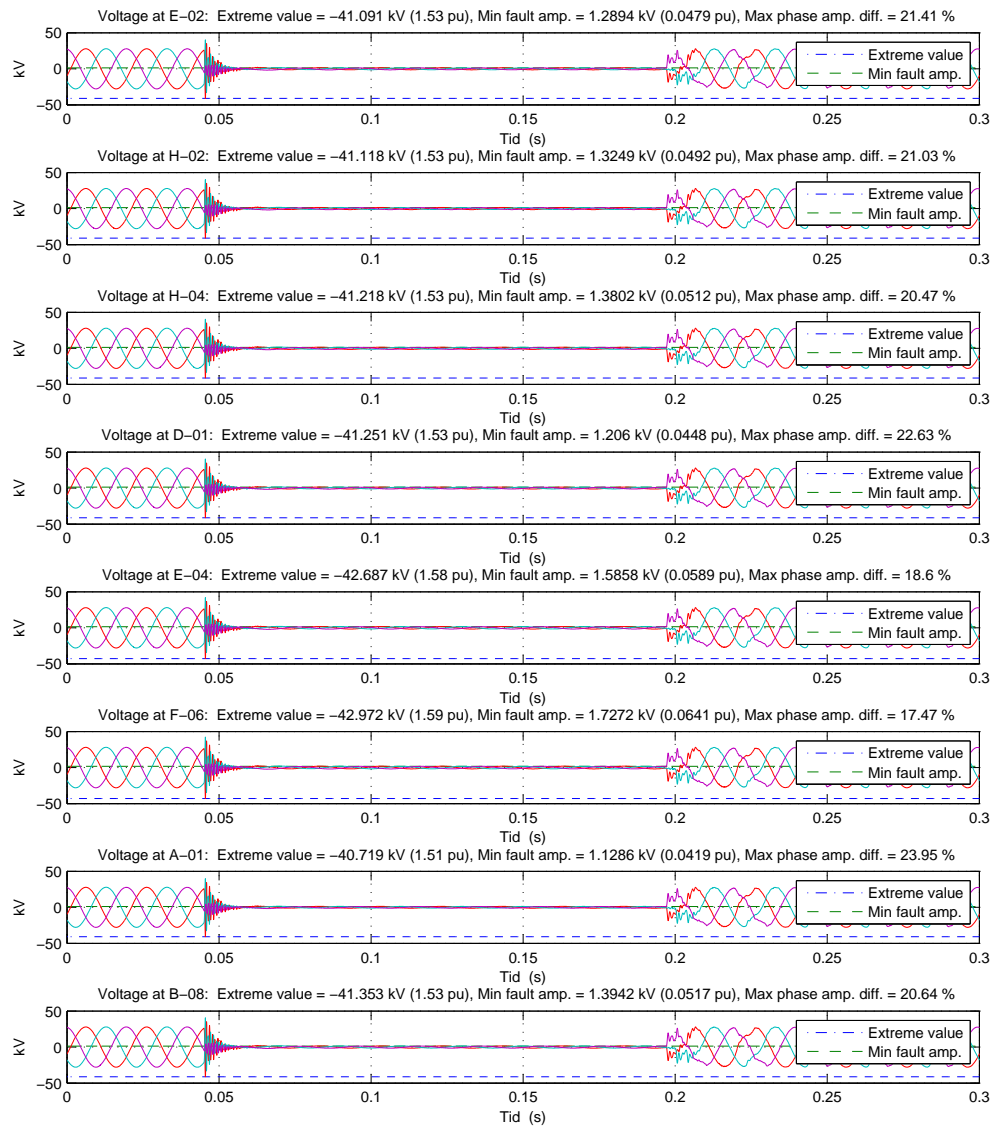 Voltage at E−02: Extreme value = −41.091 kV (1.53 pu), Min fault amp. = 1.2894 kV (0.0479 pu), Max phase amp. diff. = 21.41 %
50
0
−50
kV
Extreme value
Min fault amp.
0 0.05 0.1 0.15 0.2 0.25 0.3
Tid (s)
Voltage at H−02: Extreme value = −41.118 kV (1.53 pu), Min fault amp. = 1.3249 kV (0.0492 pu), Max phase amp. diff. = 21.03 %
50
0
−50
kV
Extreme value
Min fault amp.
0 0.05 0.1 0.15 0.2 0.25 0.3
Tid (s)
Voltage at H−04: Extreme value = −41.218 kV (1.53 pu), Min fault amp. = 1.3802 kV (0.0512 pu), Max phase amp. diff. = 20.47 %
50
0
−50
kV
Extreme value
Min fault amp.
0 0.05 0.1 0.15 0.2 0.25 0.3
Tid (s)
Voltage at D−01: Extreme value = −41.251 kV (1.53 pu), Min fault amp. = 1.206 kV (0.0448 pu), Max phase amp. diff. = 22.63 %
50
0
−50
kV
Extreme value
Min fault amp.
0 0.05 0.1 0.15 0.2 0.25 0.3
Tid (s)
Voltage at E−04: Extreme value = −42.687 kV (1.58 pu), Min fault amp. = 1.5858 kV (0.0589 pu), Max phase amp. diff. = 18.6 %
50
0
−50
kV
Extreme value
Min fault amp.
0 0.05 0.1 0.15 0.2 0.25 0.3
Tid (s)
Voltage at F−06: Extreme value = −42.972 kV (1.59 pu), Min fault amp. = 1.7272 kV (0.0641 pu), Max phase amp. diff. = 17.47 %
50
0
−50
kV
Extreme value
Min fault amp.
0 0.05 0.1 0.15 0.2 0.25 0.3
Tid (s)
Voltage at A−01: Extreme value = −40.719 kV (1.51 pu), Min fault amp. = 1.1286 kV (0.0419 pu), Max phase amp. diff. = 23.95 %
50
0
−50
kV
Extreme value
Min fault amp.
0 0.05 0.1 0.15 0.2 0.25 0.3
Tid (s)
Voltage at B−08: Extreme value = −41.353 kV (1.53 pu), Min fault amp. = 1.3942 kV (0.0517 pu), Max phase amp. diff. = 20.64 %
50
0
−50
kV
Extreme value
Min fault amp.
0 0.05 0.1 0.15 0.2 0.25 0.3
Tid (s)